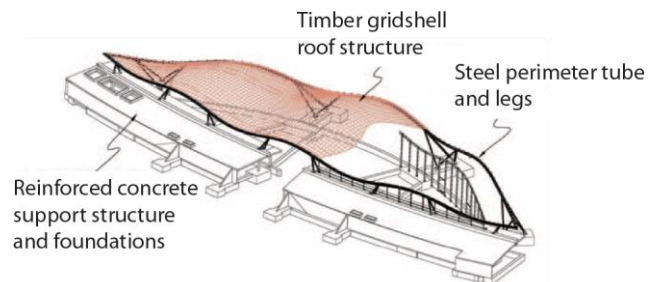 Timber gridshell
roof structure
Steel perimeter tube
and legs
Reinforced concrete
support structure
and foundations